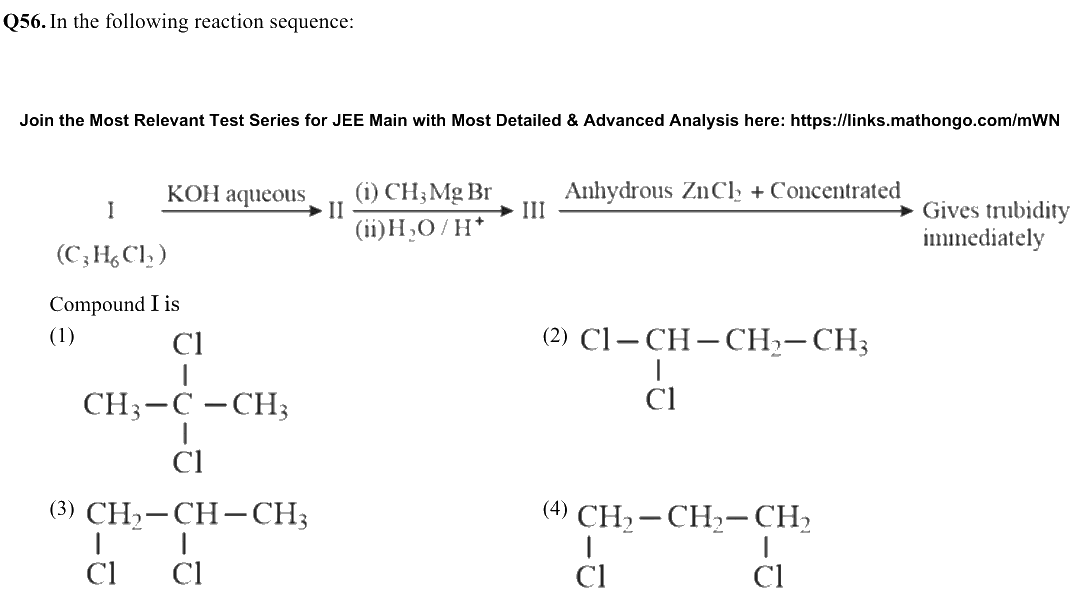 Q56. In the following reaction sequence:
Join the Most Relevant Test Series for JEE Main with Most Detailed & Advanced Analysis here: https://links.mathongo.com/mWN
I (C₃H₆Cl₂) —KOH aqueous→ II —(i) CH₃MgBr (ii) H₂O / H⁺→ III —Anhydrous ZnCl₂ + Concentrated→ Gives trubidity immediately
Compound I is
(1)
Cl
|
CH₃–C–CH₃
|
Cl
(2) Cl–CH–CH₂–CH₃
|
Cl
(3) CH₂–CH–CH₃
| |
Cl Cl
(4) CH₂–CH₂–CH₂
| |
Cl Cl